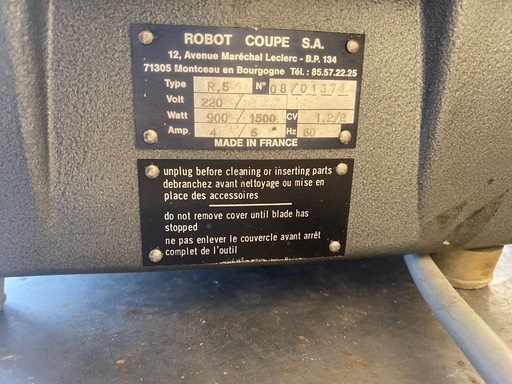 ROBOT COUPE S.A.
12, Avenue Maréchal Leclerc - B.P. 134
71305 Montceau en Bourgogne Tél.: 85.57.22.25
Type R.5 N° 08/01371
Volt 220/
Watt 900/1500 CV 1.2/2
Amp. 4/6 Hz 60
MADE IN FRANCE
unplug before cleaning or inserting parts
debranchez avant nettoyage ou mise en
place des accessoires
do not remove cover until blade has
stopped
ne pas enlever le couvercle avant arrêt
complet de l'outil